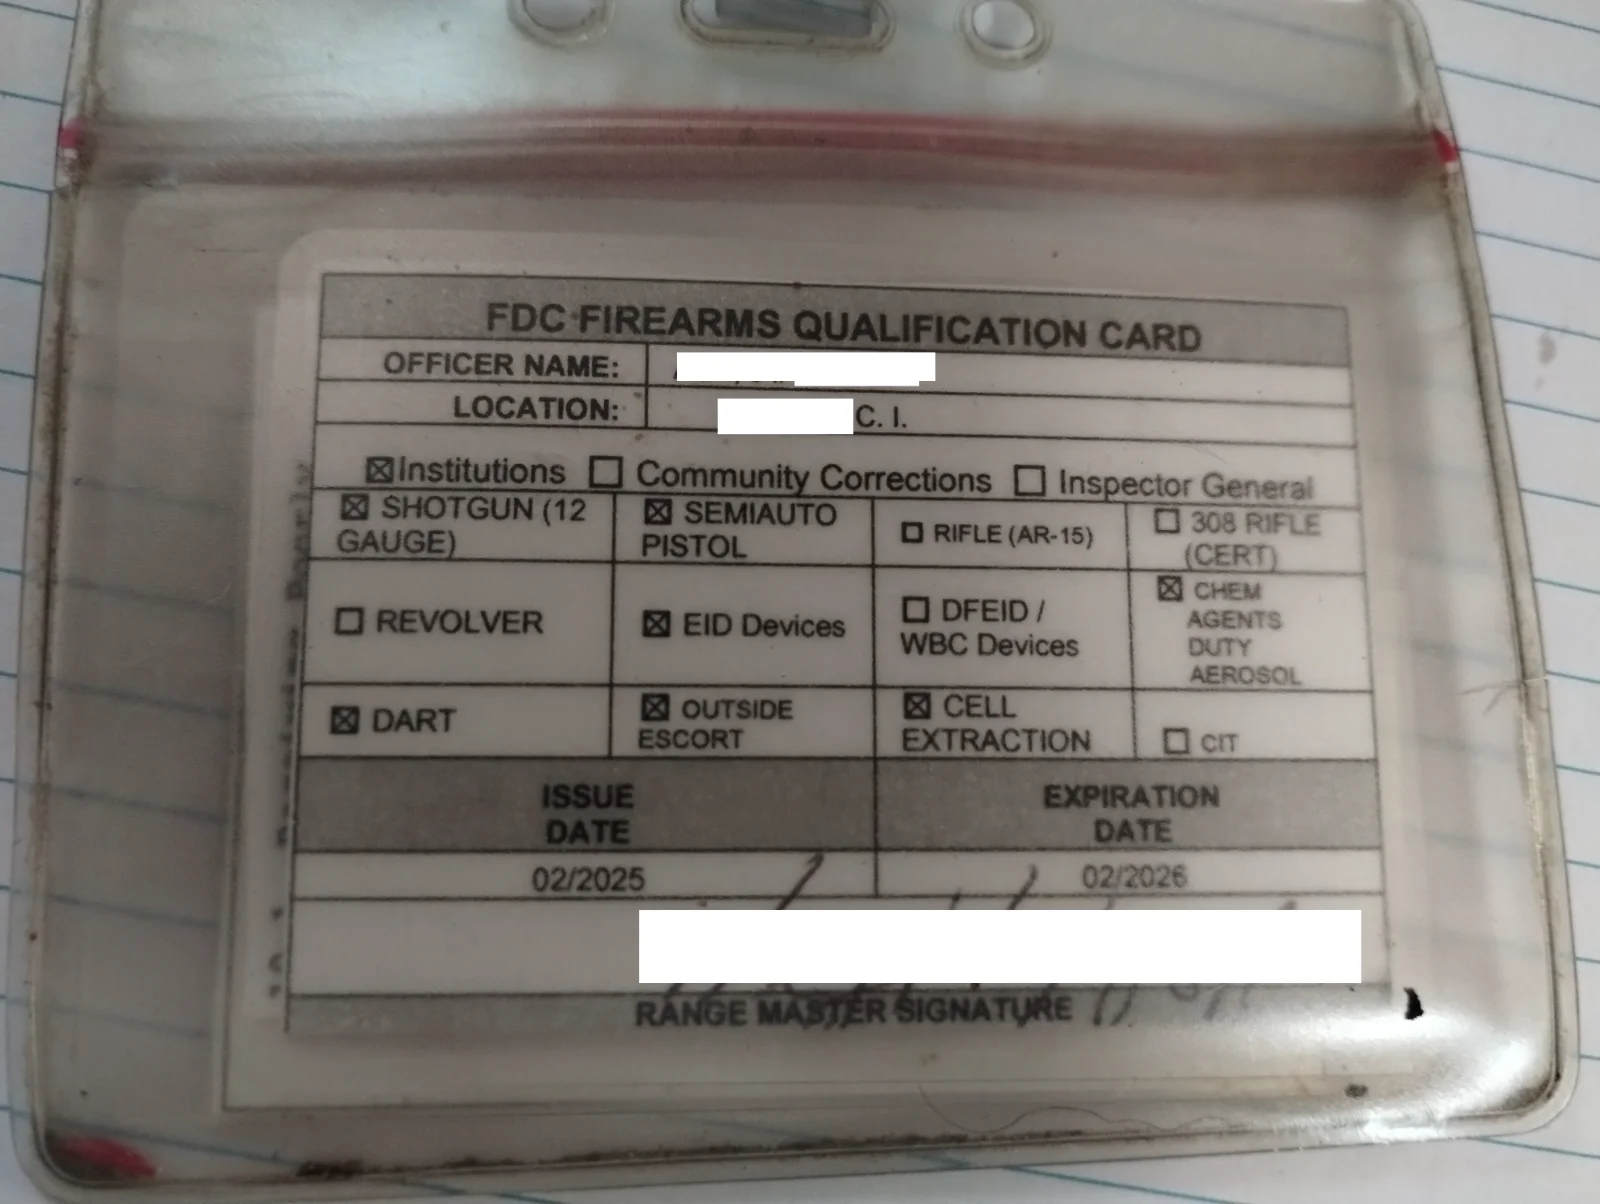 FDC FIREARMS QUALIFICATION CARD
OFFICER NAME:
LOCATION: C. I.
☒ Institutions ☐ Community Corrections ☐ Inspector General
☒ SHOTGUN (12
GAUGE)
☒ SEMIAUTO
PISTOL
☐ RIFLE (AR-15)
☐ 308 RIFLE
(CERT)
☐ REVOLVER
☒ EID Devices
☐ DFEID /
WBC Devices
☒ CHEM
AGENTS
DUTY
AEROSOL
☒ DART
☒ OUTSIDE
ESCORT
☒ CELL
EXTRACTION
☐ CIT
ISSUE
DATE
EXPIRATION
DATE
02/2025
02/2026
RANGE MASTER SIGNATURE